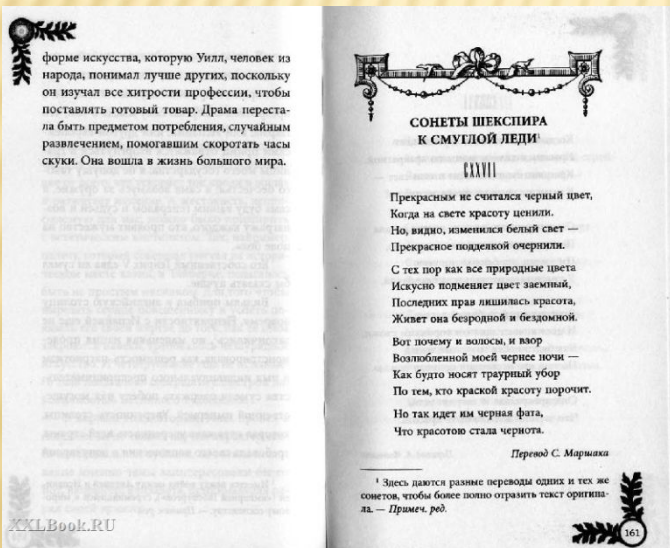 форме искусства, которую Уилл, человек из
народа, понимал лучше других, поскольку
он изучал все хитрости профессии, чтобы
поставлять готовый товар. Драма переста-
ла быть предметом потребления, случайным
развлечением, помогавшим скоротать часы
скуки. Она вошла в жизнь большого мира.
XXLBook.RU
СОНЕТЫ ШЕКСПИРА
К СМУГЛОЙ ЛЕДИ¹
CXXVII
Прекрасным не считался черный цвет,
Когда на свете красоту ценили.
Но, видно, изменился белый свет —
Прекрасное подделкой очернили.
С тех пор как все природные цвета
Искусно подменяет цвет заемный,
Последних прав лишилась красота,
Живет она безродной и бездомной.
Вот почему и волосы, и взор
Возлюбленной моей чернее ночи —
Как будто носят траурный убор
По тем, кто краской красоту порочит.
Но так идет им черная фата,
Что красотою стала чернота.
Перевод С. Маршака
¹ Здесь даются разные переводы одних и тех же
сонетов, чтобы более полно отразить текст оригина-
ла. — Примеч. ред.
161